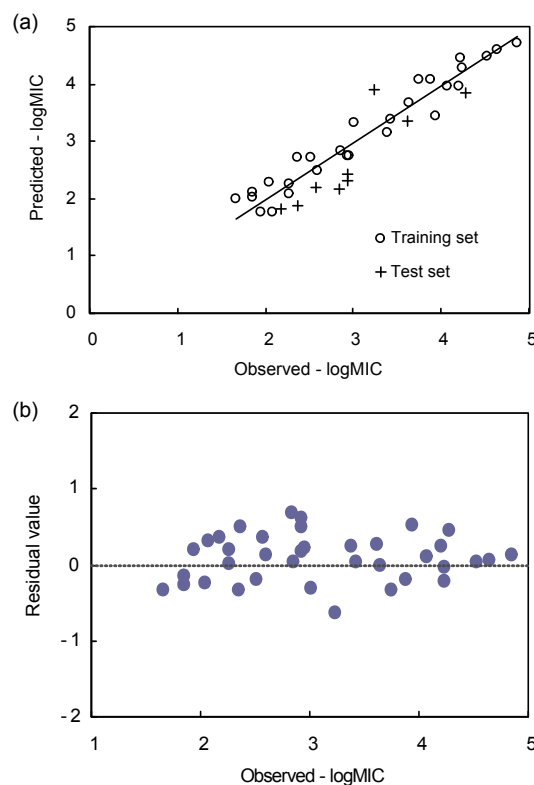 (a)
5
4
3
2
1
0
0 1 2 3 4 5
Predicted - logMIC
Observed - logMIC
Training set
Test set
(b)
2
1
0
-1
-2
1 2 3 4 5
Residual value
Observed - logMIC